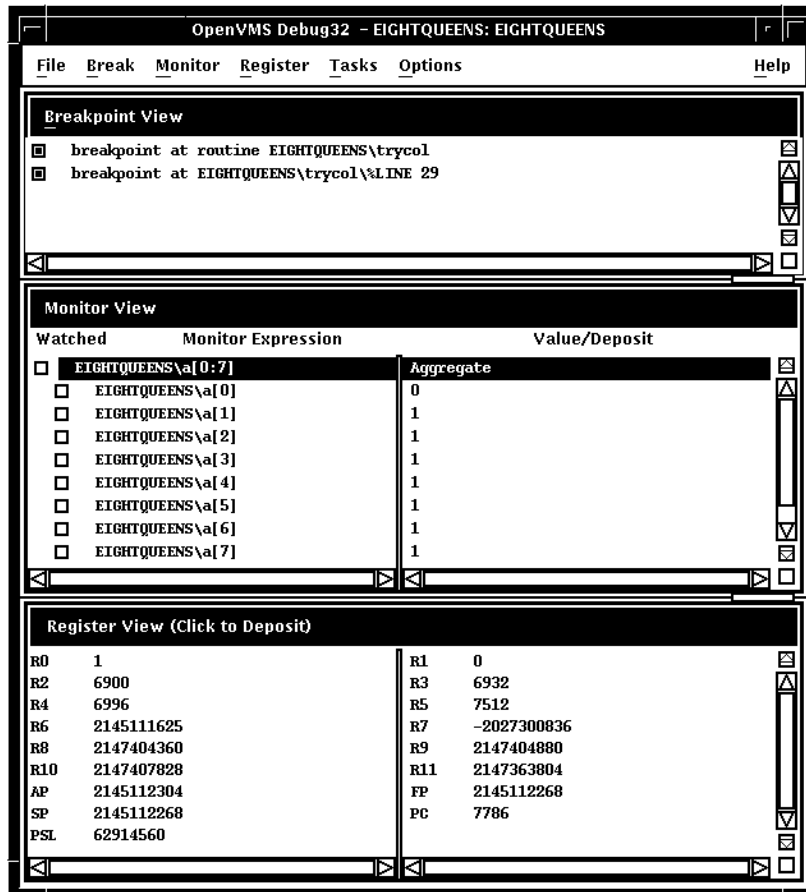 OpenVMS Debug32 - EIGHTQUEENS: EIGHTQUEENS
File Break Monitor Register Tasks Options Help
Breakpoint View
breakpoint at routine EIGHTQUEENS\trycol
breakpoint at EIGHTQUEENS\trycol\%LINE 29
Monitor View
Watched Monitor Expression Value/Deposit
EIGHTQUEENS\a[0:7] Aggregate
EIGHTQUEENS\a[0] 0
EIGHTQUEENS\a[1] 1
EIGHTQUEENS\a[2] 1
EIGHTQUEENS\a[3] 1
EIGHTQUEENS\a[4] 1
EIGHTQUEENS\a[5] 1
EIGHTQUEENS\a[6] 1
EIGHTQUEENS\a[7] 1
Register View (Click to Deposit)
R0 1 R1 0
R2 6900 R3 6932
R4 6996 R5 7512
R6 2145111625 R7 -2027300836
R8 2147404360 R9 2147404880
R10 2147407828 R11 2147363804
AP 2145112304 FP 2145112268
SP 2145112268 PC 7786
PSL 62914560